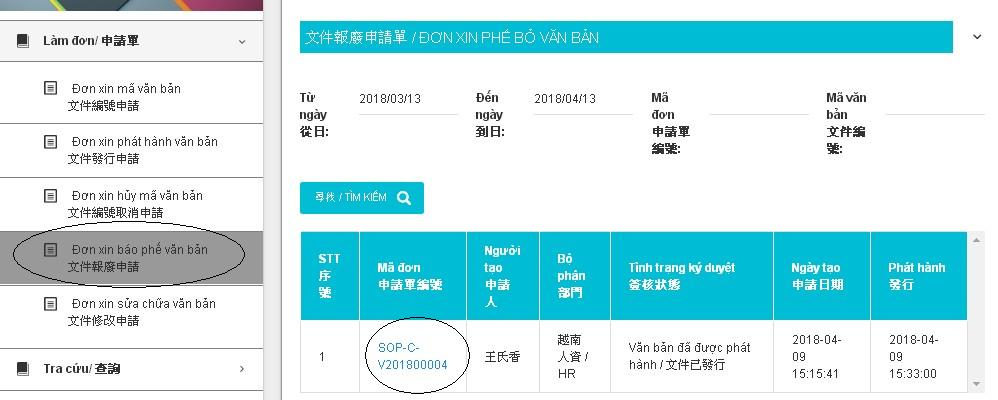 Làm đơn/ 申請單
Đơn xin mã văn bản
文件編號申請
Đơn xin phát hành văn bản
文件發行申請
Đơn xin hủy mã văn bản
文件編號取消申請
Đơn xin báo phế văn bản
文件報廢申請
Đơn xin sửa chữa văn bản
文件修改申請
Tra cứu/ 查詢
文件報廢申請單 / ĐƠN XIN PHẾ BỎ VĂN BẢN
Từ
ngày
從日:
2018/03/13
Đến
ngày
到日:
2018/04/13
Mã
đơn
申請單
編號:
Mã văn
bản
文件編
號:
尋找 / TÌM KIẾM
STT
序
號
Mã đơn
申請單編號
Người
tạo
申請
人
Bộ
phận
部門
Tình trạng ký duyệt
簽核狀態
Ngày tạo
申請日期
Phát hành
發行
1
SOP-C-
V201800004
王氏香
越南
人資 /
HR
Văn bản đã được phát
hành / 文件已發行
2018-04-
09
15:15:41
2018-04-
09
15:33:00